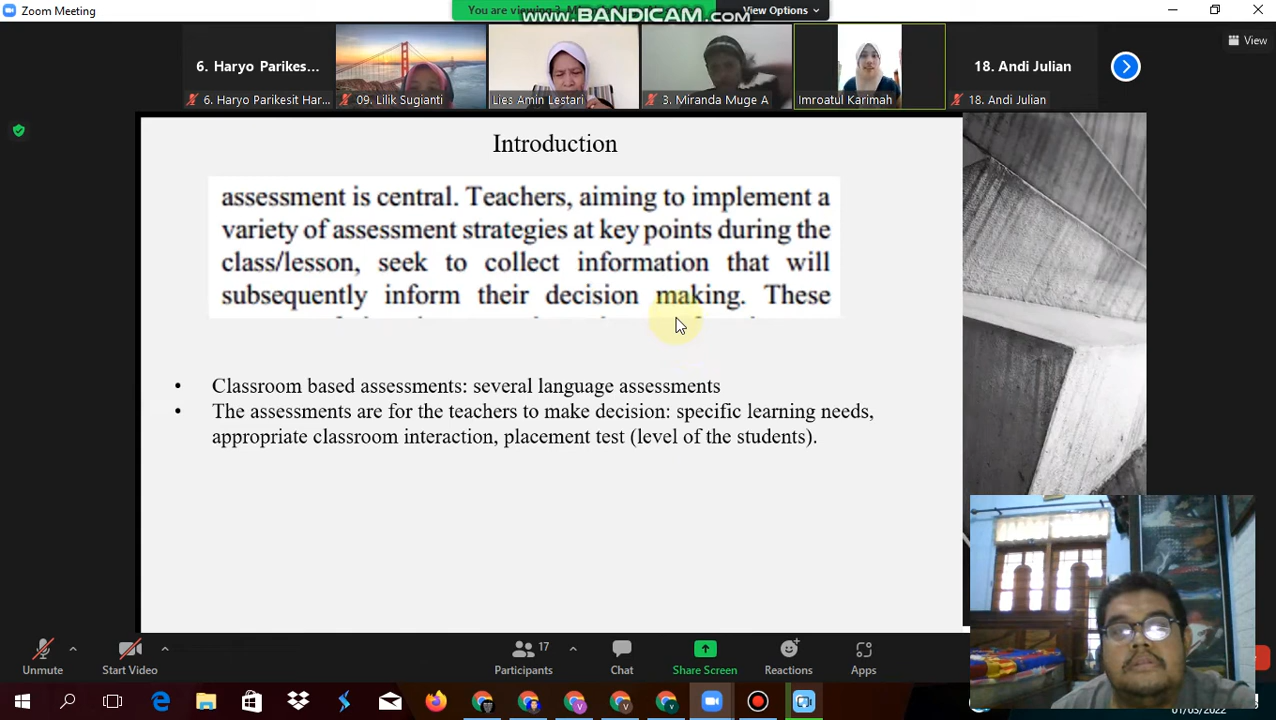 Zoom Meeting
You are viewing 3.
www.BANDICAM.com
View Options
6. Haryo Parikes...
18. Andi Julian
View
6. Haryo Parikesit Har...
09. Lilik Sugianti
Lies Amin Lestari
3. Miranda Muge A
Imroatul Karimah
18. Andi Julian
Introduction
assessment is central. Teachers, aiming to implement a
variety of assessment strategies at key points during the
class/lesson, seek to collect information that will
subsequently inform their decision making. These
• Classroom based assessments: several language assessments
• The assessments are for the teachers to make decision: specific learning needs,
appropriate classroom interaction, placement test (level of the students).
Unmute
Start Video
Participants
17
Chat
Share Screen
Reactions
Apps
01/03/2022